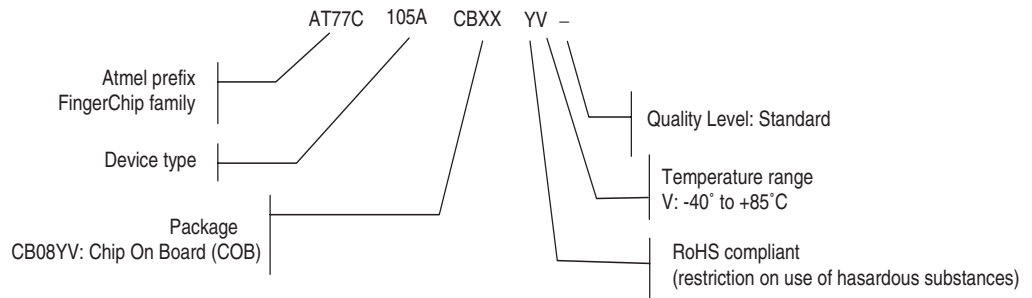 AT77C 105A CBXX YV –
Atmel prefix
FingerChip family
Quality Level: Standard
Device type
Temperature range
V: -40˚ to +85˚C
Package
CB08YV: Chip On Board (COB)
RoHS compliant
(restriction on use of hasardous substances)